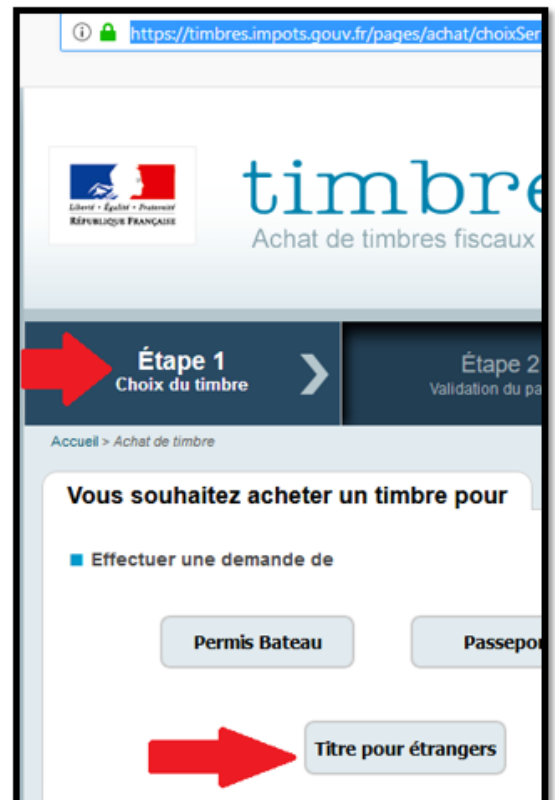 https://timbres.impots.gouv.fr/pages/achat/choixSer
Liberté • Égalité • Fraternité
RÉPUBLIQUE FRANÇAISE
timbre
Achat de timbres fiscaux
Étape 1
Choix du timbre
Étape 2
Validation du pa
Accueil > Achat de timbre
Vous souhaitez acheter un timbre pour
Effectuer une demande de
Permis Bateau
Passepor
Titre pour étrangers